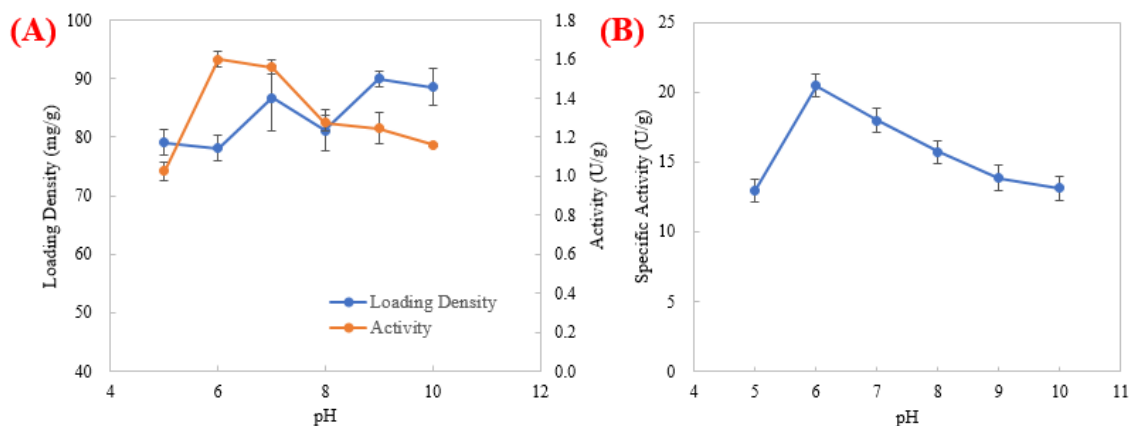 (A)
100
90
80
70
60
50
40
Loading Density (mg/g)
1.8
1.6
1.4
1.2
1.0
0.8
0.6
0.4
0.2
0.0
Activity (U/g)
Loading Density
Activity
4 6 8 10 12
pH
(B)
25
20
15
10
5
0
Specific Activity (U/g)
4 5 6 7 8 9 10 11
pH